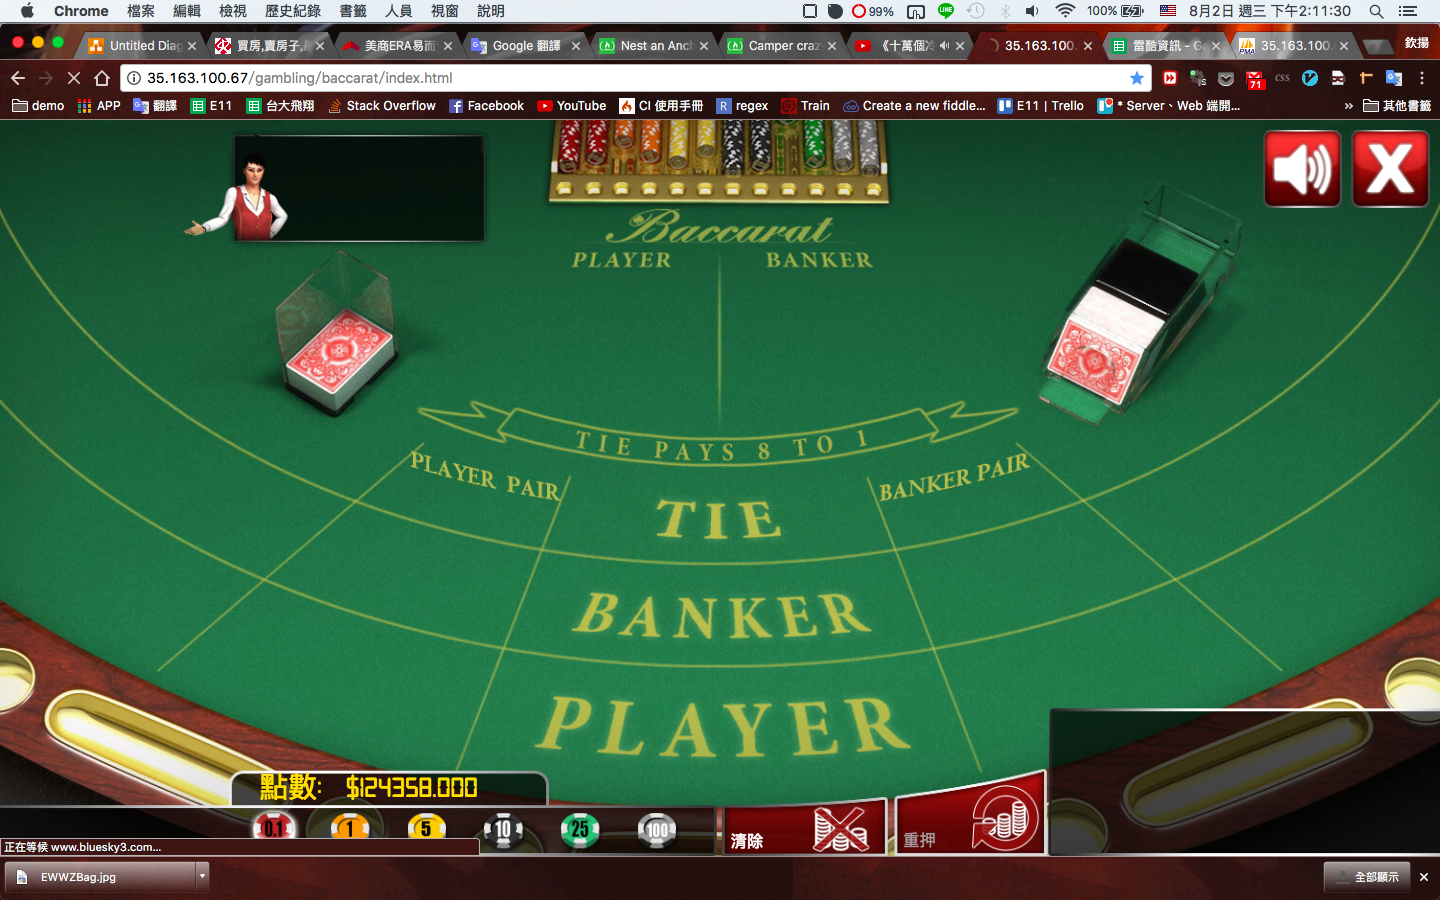 Chrome 檔案 編輯 檢視 歷史紀錄 書籤 人員 視窗 說明 99% LINE 100% 8月2日 週三 下午2:11:30
Untitled Diag 買房,賣房子,房 美商ERA易而 Google 翻譯 Nest an Anch Camper craz 《十萬個冷 35.163.100. 雷酷資訊 - Go 35.163.100. 欽揚
35.163.100.67/gambling/baccarat/index.html 71 CSS
demo APP 翻譯 E11 台大飛翔 Stack Overflow Facebook YouTube CI 使用手冊 R regex Train Create a new fiddle... E11 | Trello * Server、Web 端開... » 其他書籤
Baccarat
PLAYER BANKER
TIE PAYS 8 TO 1
PLAYER PAIR BANKER PAIR
TIE
BANKER
PLAYER
點數: $124358.000
0.1 1 5 10 25 100 清除 重押
正在等候 www.bluesky3.com...
EWWZBag.jpg 全部顯示